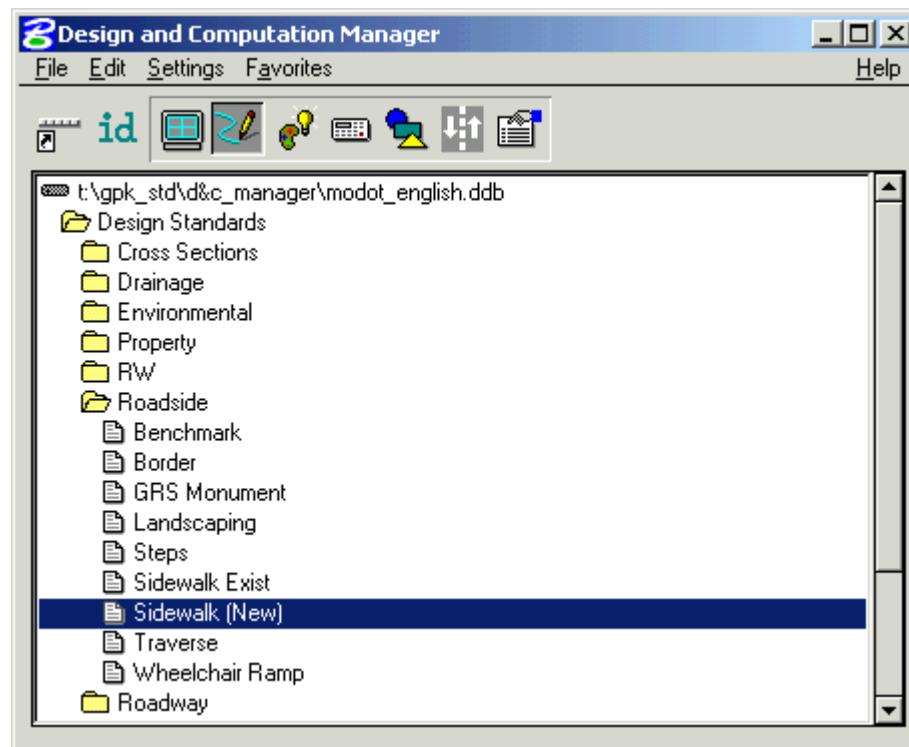 Design and Computation Manager
File Edit Settings Favorites Help
id
t:\gpk_std\d&c_manager\modot_english.ddb
Design Standards
Cross Sections
Drainage
Environmental
Property
RW
Roadside
Benchmark
Border
GRS Monument
Landscaping
Steps
Sidewalk Exist
Sidewalk (New)
Traverse
Wheelchair Ramp
Roadway